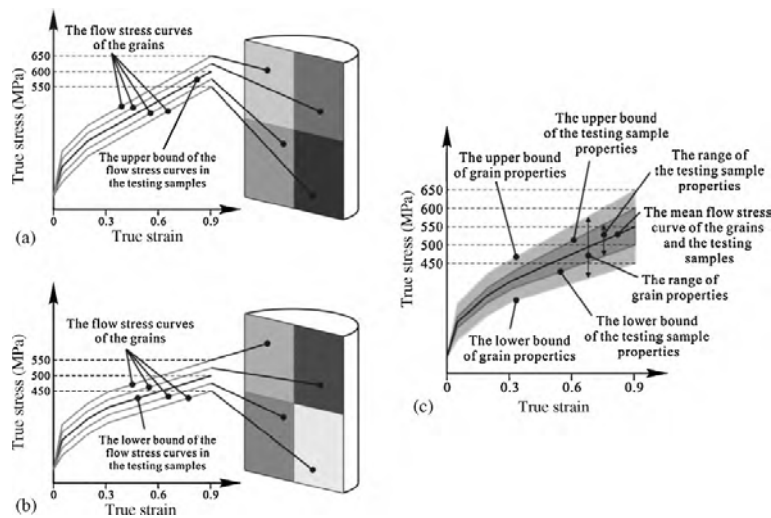 The flow stress curves
of the grains
True stress (MPa)
650
600
550
The upper bound of the
flow stress curves in
the testing samples
0
0.3
0.6
0.9
True strain
(a)
The flow stress curves
of the grains
True stress (MPa)
550
500
450
The lower bound of the
flow stress curves in
the testing samples
0
0.3
0.6
0.9
True strain
(b)
The upper bound
of the testing sample
properties
The upper bound
of grain properties
The range of
the testing sample
properties
True stress (MPa)
650
600
550
500
450
The mean flow stress
curve of the grains
and the testing
samples
The range of
grain properties
The lower bound
of grain properties
The lower bound
of the testing sample
properties
0
0.3
0.6
0.9
True strain
(c)